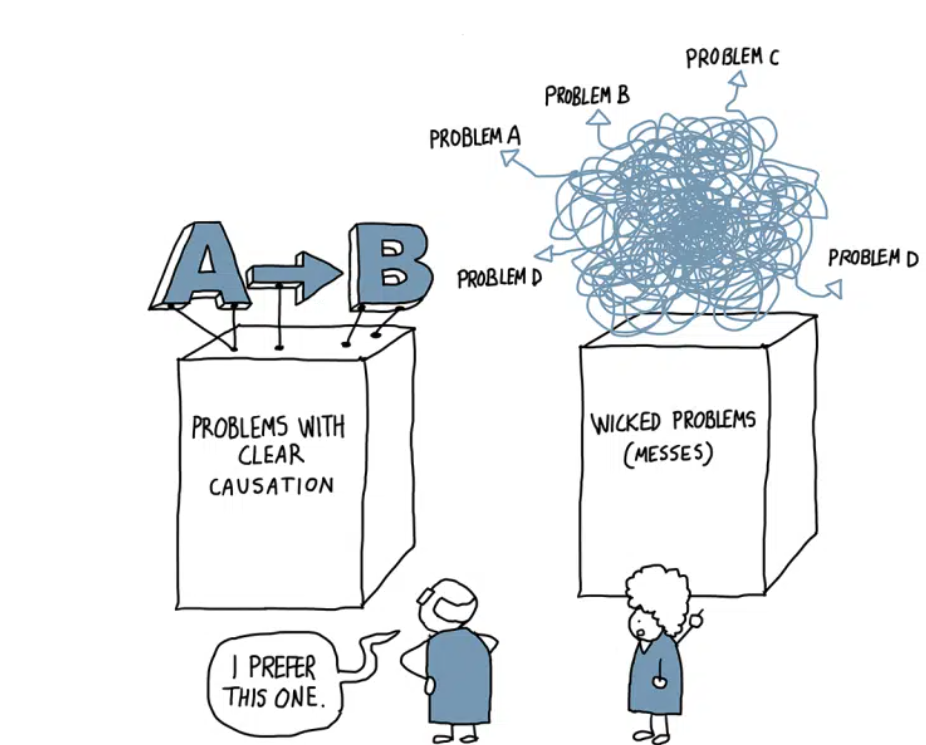 PROBLEM C
PROBLEM B
PROBLEM A
PROBLEM D
PROBLEM D
A
B
PROBLEMS WITH
CLEAR
CAUSATION
WICKED PROBLEMS
(MESSES)
I PREFER
THIS ONE.